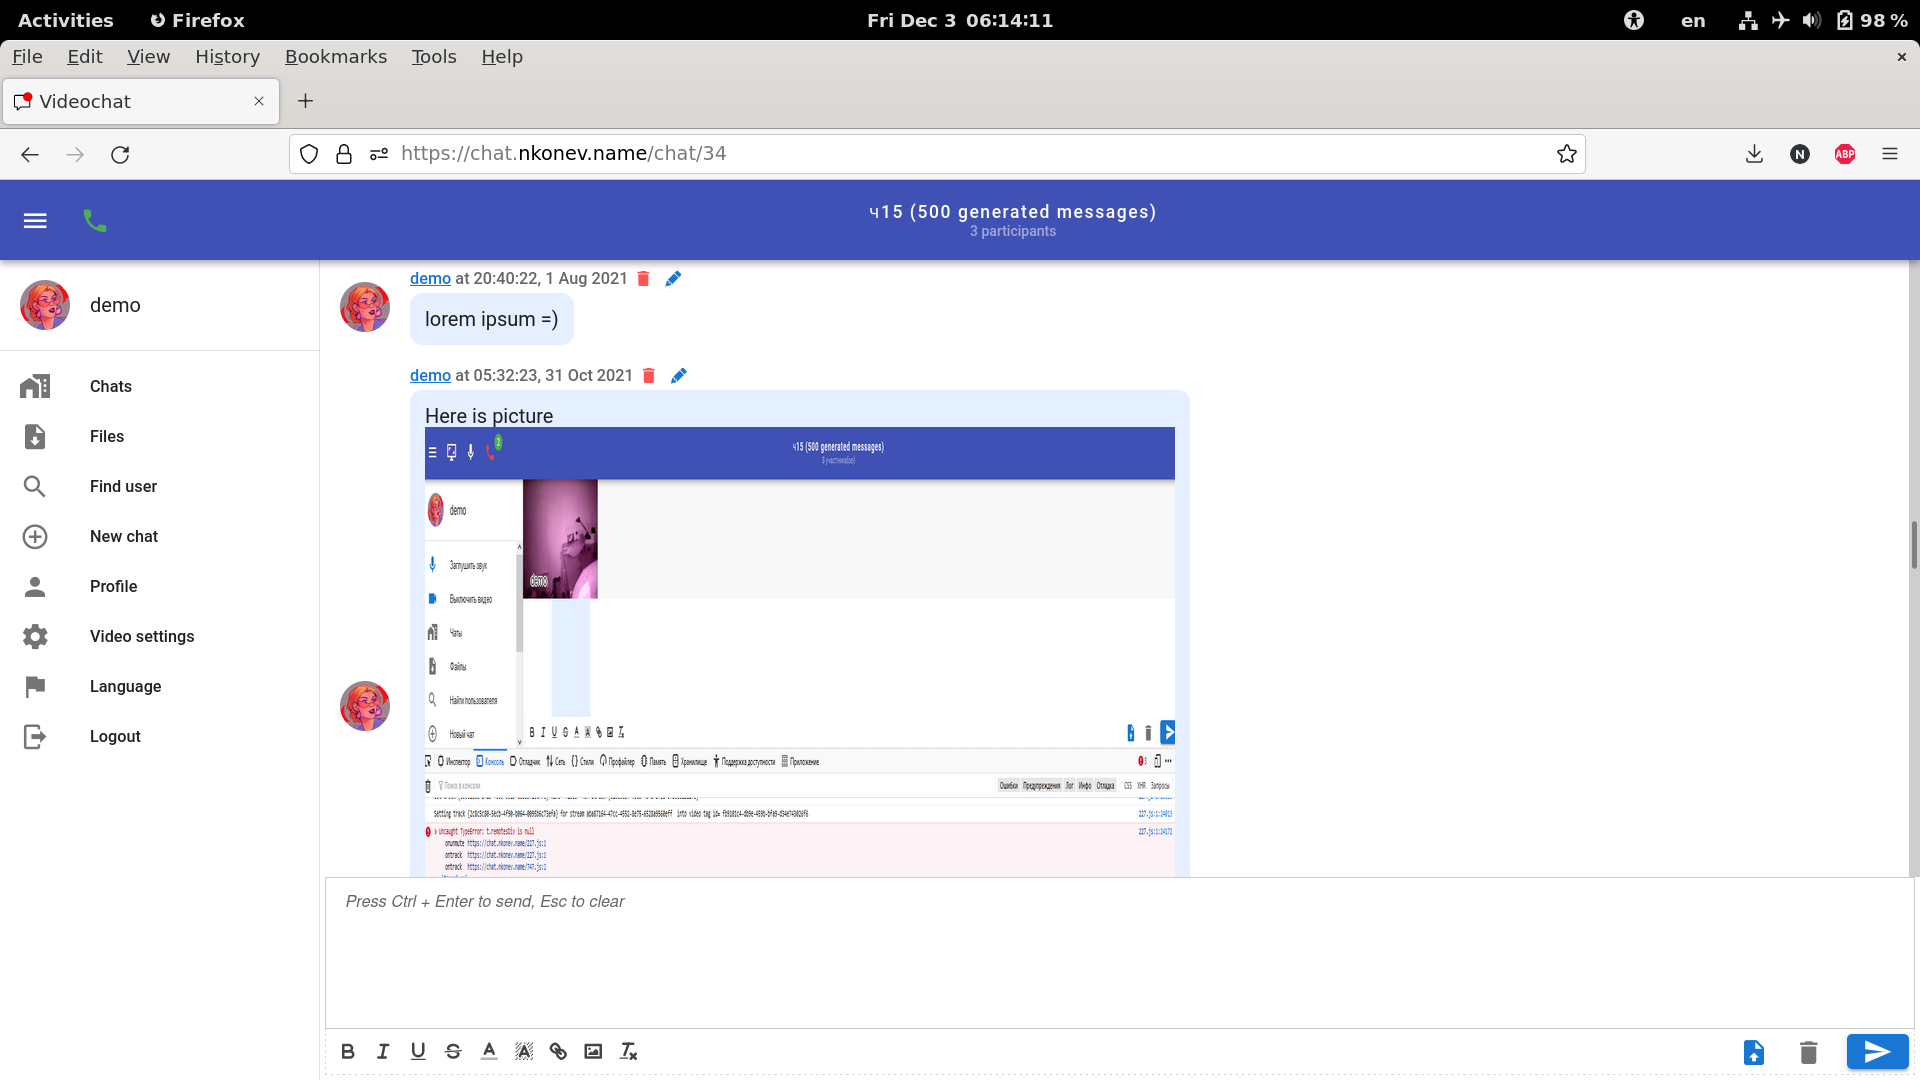 Activities Firefox Fri Dec 3 06:14:11 en 98 %
File Edit View History Bookmarks Tools Help
Videochat
https://chat.nkonev.name/chat/34 N ABP
ч15 (500 generated messages)
3 participants
demo
Chats
Files
Find user
New chat
Profile
Video settings
Language
Logout
demo at 20:40:22, 1 Aug 2021
lorem ipsum =)
demo at 05:32:23, 31 Oct 2021
Here is picture
2
ч15 (500 generated messages)
3 участника(ов)
demo
demo
Заглушить звук
Выключить видео
Чаты
Файлы
Найти пользователя
Новый чат
B I U S A A
Инспектор Консоль Отладчик Сеть Стили Профайлер Память Хранилище Поддержка доступности Приложение
Поиск в консоли Ошибки Предупреждения Лог Инфо Отладка CSS XHR Запросы
Uncaught TypeError: t.remotesDiv is null
onunmute https://chat.nkonev.name/227.js:1
ontrack https://chat.nkonev.name/227.js:1
ontrack https://chat.nkonev.name/747.js:2
Press Ctrl + Enter to send, Esc to clear
B I U S A A